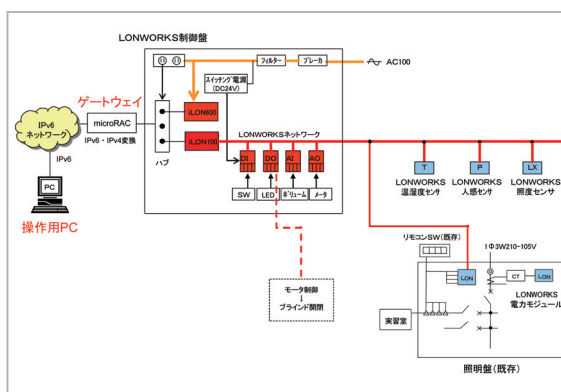 LONWORKS制御盤
フィルター
ブレーカ
AC100
スイッチング電源
(DC24V)
ゲートウェイ
IPv6
ネットワーク
microRAC
IPv6・IPv4変換
iLON600
LONWORKSネットワーク
iLON100
ハブ
IPv6
PC
操作用PC
DI
DO
AI
AO
SW
LED
ボリューム
メータ
T
P
LX
LONWORKS
温湿度センサ
LONWORKS
人感センサ
LONWORKS
照度センサ
モータ制御
↓
ブラインド開閉
リモコンSW(既存)
1Φ3W210-105V
LON
CT
LON
LONWORKS
電力モジュール
実習室
照明盤(既存)